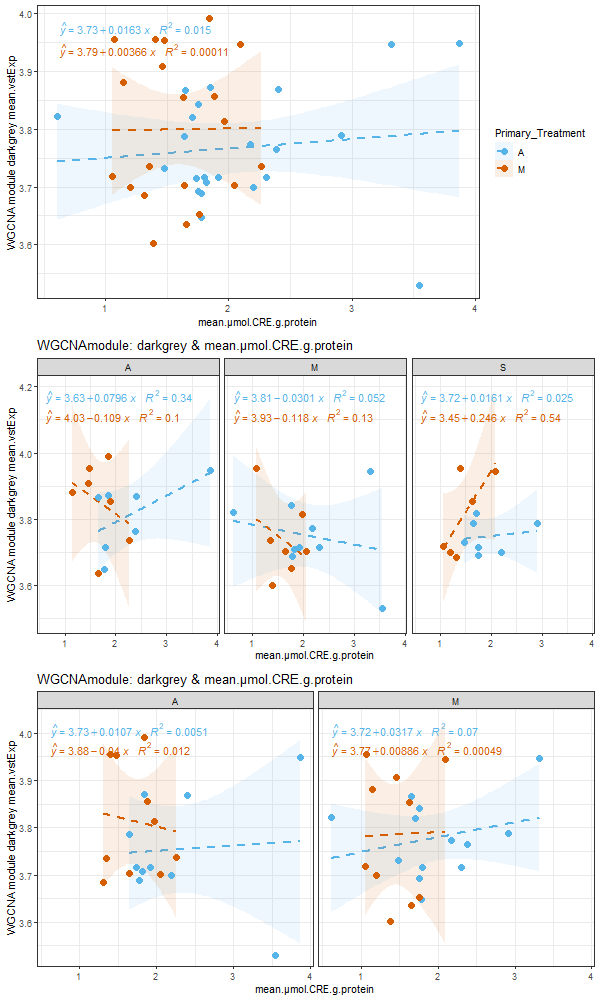 ŷ = 3.73 + 0.0163 x   R² = 0.015
ŷ = 3.79 + 0.00366 x   R² = 0.00011
4.0
3.9
3.8
3.7
3.6
WGCNA module darkgrey mean.vstExp
1 2 3 4
mean.µmol.CRE.g.protein
Primary_Treatment
A
M
WGCNAmodule: darkgrey & mean.µmol.CRE.g.protein
A M S
ŷ = 3.63 + 0.0796 x   R² = 0.34
ŷ = 4.03 − 0.109 x   R² = 0.1
ŷ = 3.81 − 0.0301 x   R² = 0.052
ŷ = 3.93 − 0.118 x   R² = 0.13
ŷ = 3.72 + 0.0161 x   R² = 0.025
ŷ = 3.45 + 0.246 x   R² = 0.54
4.2
4.0
3.8
3.6
WGCNA module darkgrey mean.vstExp
1 2 3 4 1 2 3 4 1 2 3 4
mean.µmol.CRE.g.protein
WGCNAmodule: darkgrey & mean.µmol.CRE.g.protein
A M
ŷ = 3.73 + 0.0107 x   R² = 0.0051
ŷ = 3.88 − 0.04 x   R² = 0.012
ŷ = 3.72 + 0.0317 x   R² = 0.07
ŷ = 3.77 + 0.00886 x   R² = 0.00049
4.0
3.9
3.8
3.7
3.6
WGCNA module darkgrey mean.vstExp
1 2 3 4 1 2 3 4
mean.µmol.CRE.g.protein